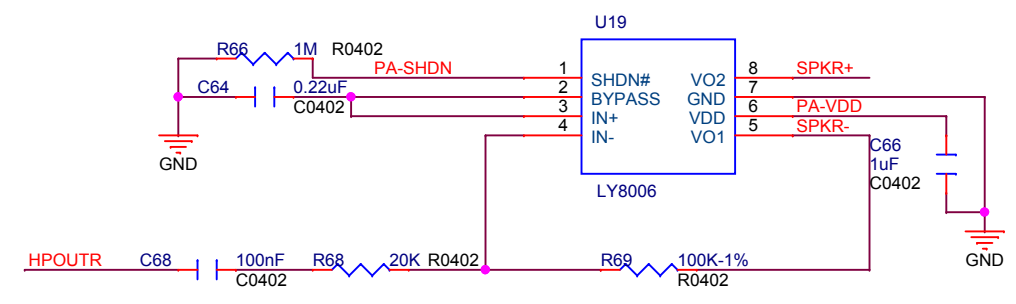 U19
R66 1M R0402
PA-SHDN 1 SHDN# VO2 8 SPKR+
C64 0.22uF 2 BYPASS GND 7
C0402 3 IN+ VDD 6 PA-VDD
4 IN- VO1 5 SPKR-
C66
1uF
C0402
GND
LY8006
HPOUTR C68 100nF R68 20K R0402 R69 100K-1% GND
C0402 R0402